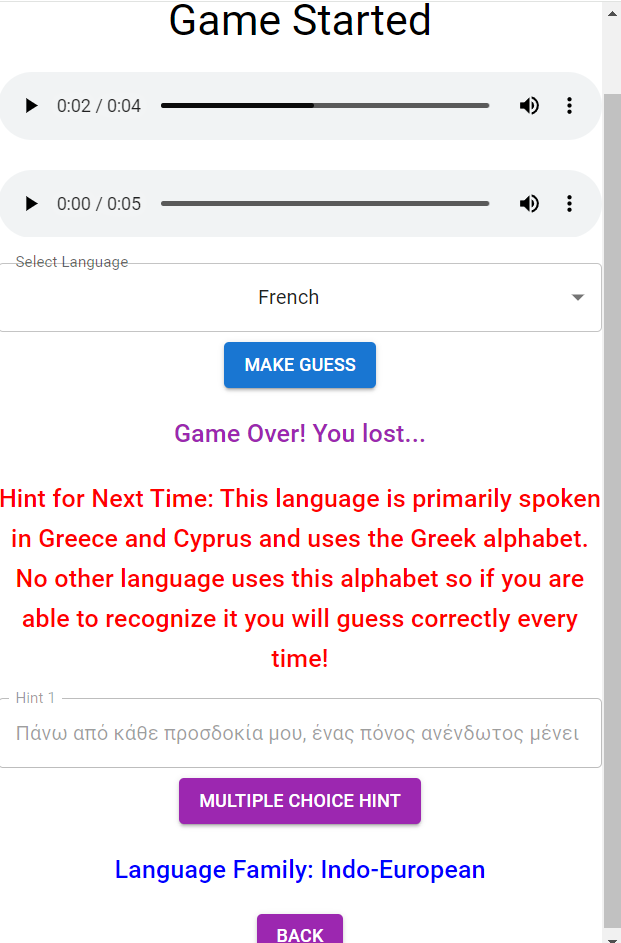 Game Started
0:02 / 0:04
0:00 / 0:05
Select Language
French
MAKE GUESS
Game Over! You lost...
Hint for Next Time: This language is primarily spoken
in Greece and Cyprus and uses the Greek alphabet.
No other language uses this alphabet so if you are
able to recognize it you will guess correctly every
time!
Hint 1
Πάνω από κάθε προσδοκία μου, ένας πόνος ανένδωτος μένει
MULTIPLE CHOICE HINT
Language Family: Indo-European
BACK